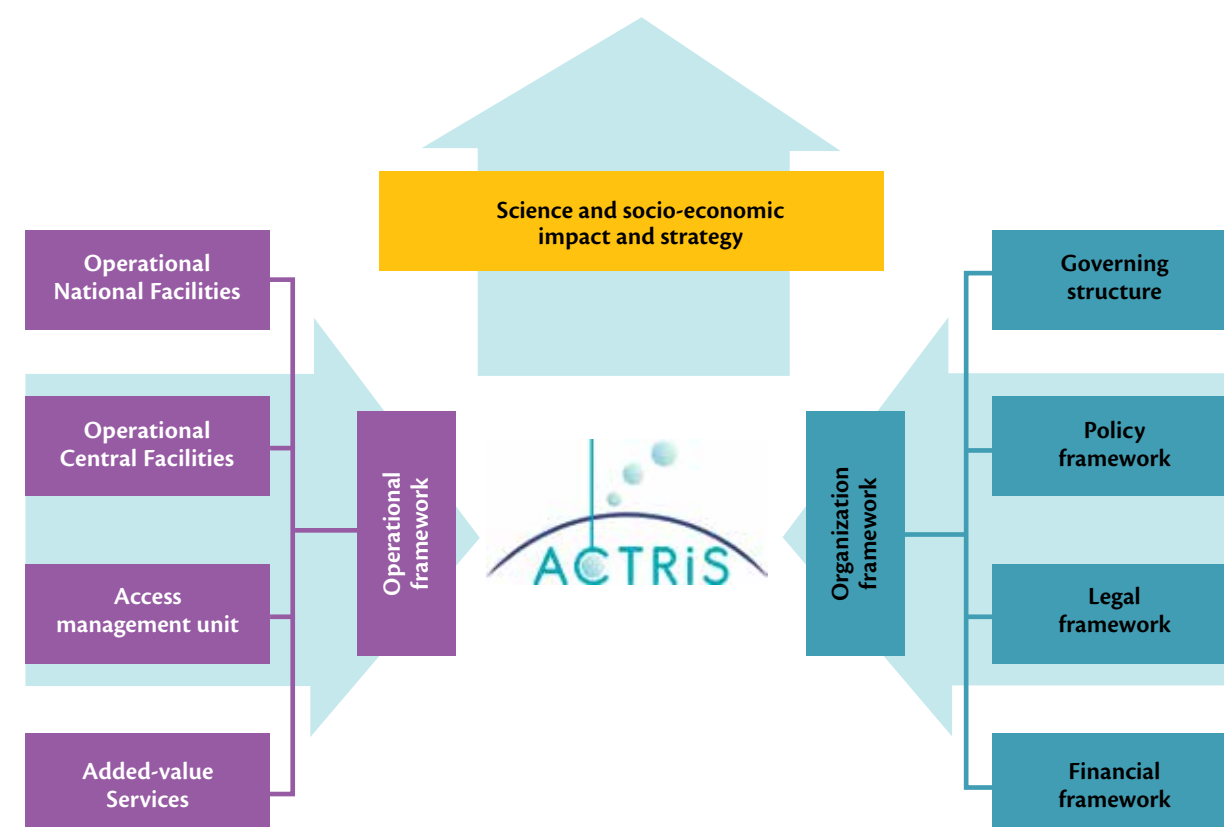 Science and socio-economic
impact and strategy
Operational
National Facilities
Operational
Central Facilities
Access
management unit
Added-value
Services
Operational
framework
ACTRiS
Organization
framework
Governing
structure
Policy
framework
Legal
framework
Financial
framework